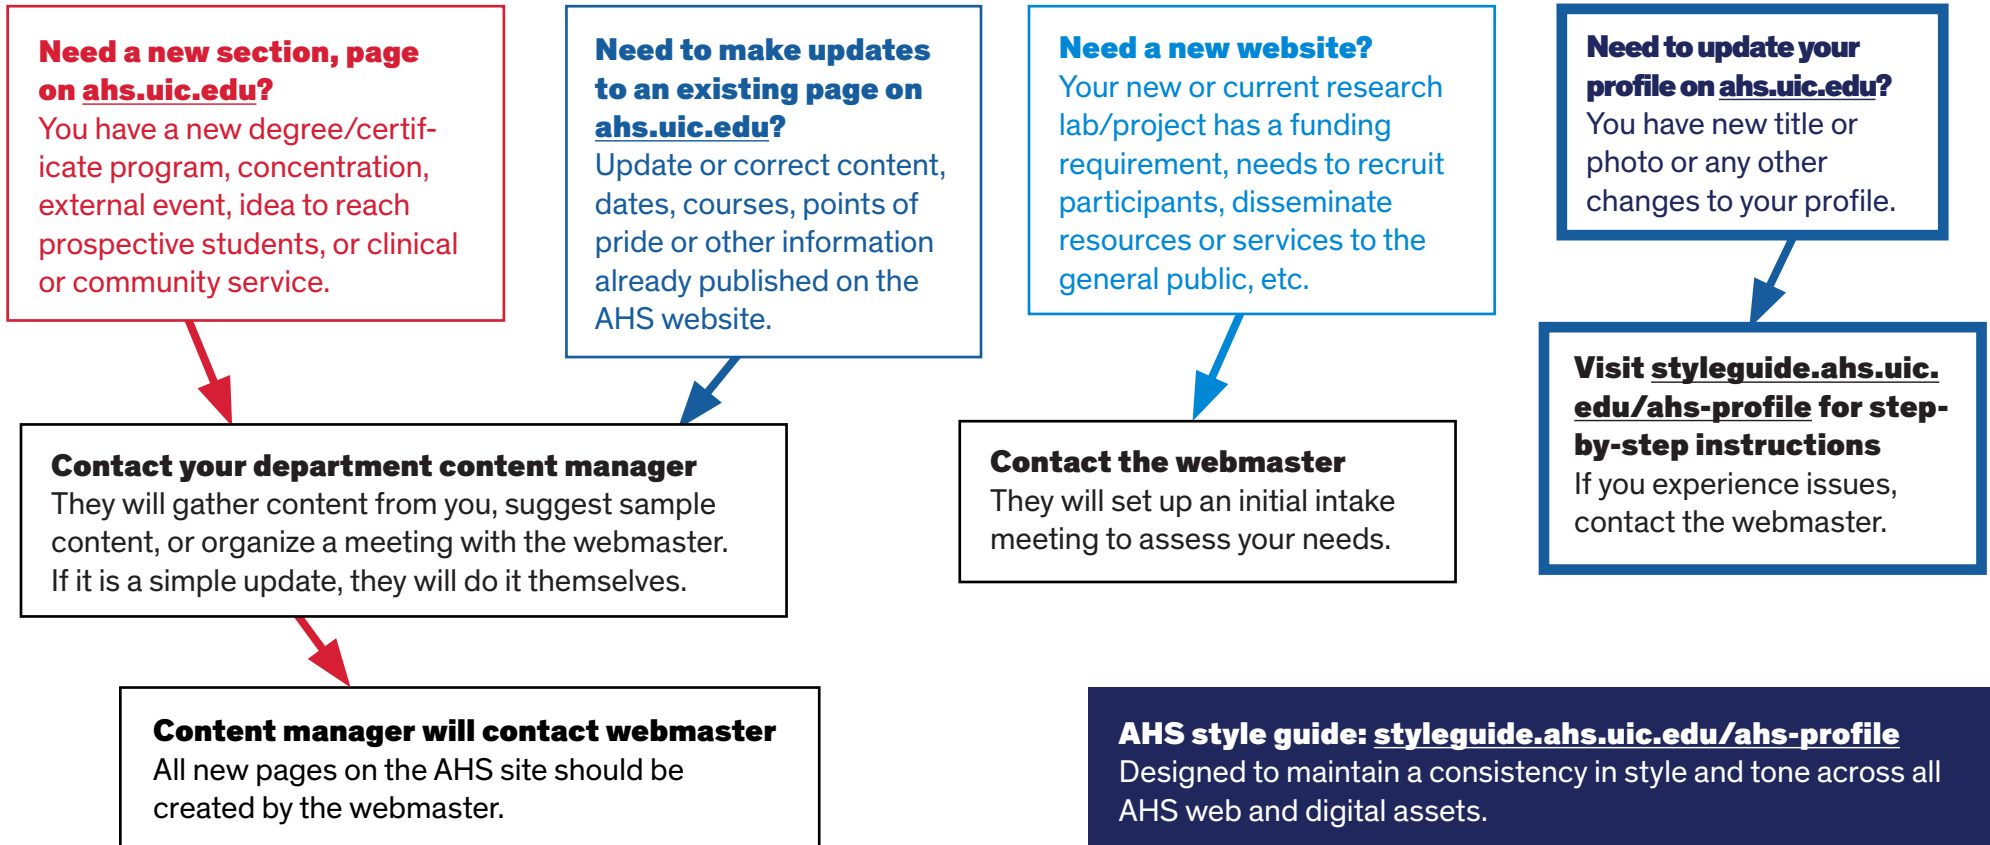 Need a new section, page
on ahs.uic.edu?
You have a new degree/certif-
icate program, concentration,
external event, idea to reach
prospective students, or clinical
or community service.
Need to make updates
to an existing page on
ahs.uic.edu?
Update or correct content,
dates, courses, points of
pride or other information
already published on the
AHS website.
Need a new website?
Your new or current research
lab/project has a funding
requirement, needs to recruit
participants, disseminate
resources or services to the
general public, etc.
Need to update your
profile on ahs.uic.edu?
You have new title or
photo or any other
changes to your profile.
Contact your department content manager
They will gather content from you, suggest sample
content, or organize a meeting with the webmaster.
If it is a simple update, they will do it themselves.
Contact the webmaster
They will set up an initial intake
meeting to assess your needs.
Visit styleguide.ahs.uic.
edu/ahs-profile for step-
by-step instructions
If you experience issues,
contact the webmaster.
Content manager will contact webmaster
All new pages on the AHS site should be
created by the webmaster.
AHS style guide: styleguide.ahs.uic.edu/ahs-profile
Designed to maintain a consistency in style and tone across all
AHS web and digital assets.